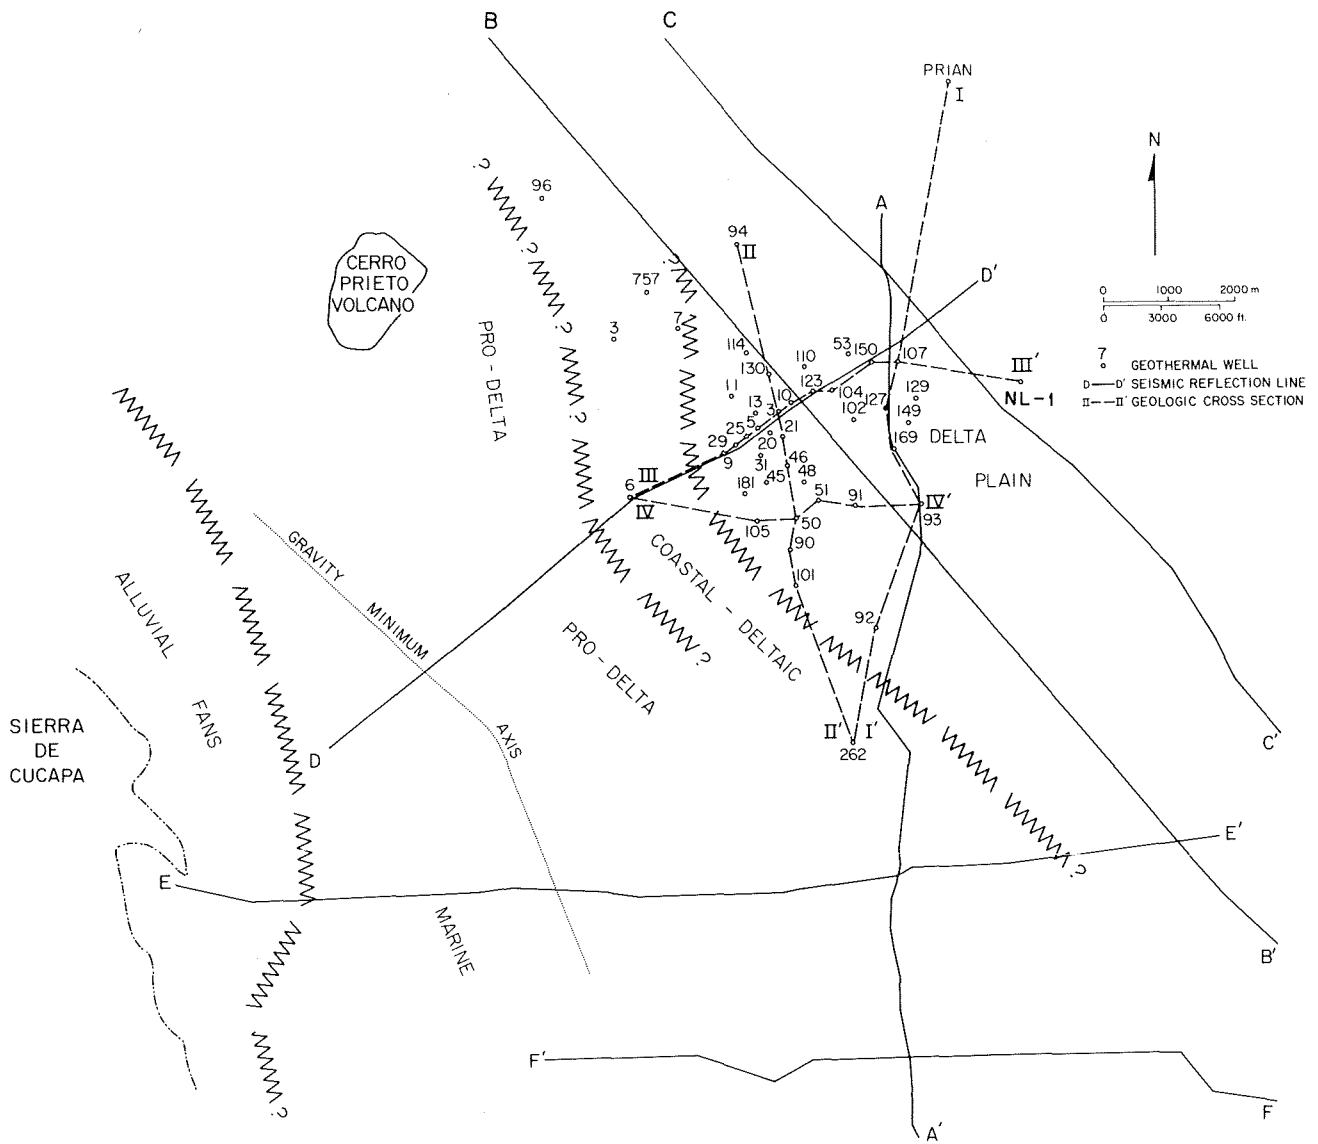 B
C
PRIAN
I
N
?
96
A
94
II
D'
CERRO
PRIETO
VOLCANO
?
?
757
0 1000 2000 m
0 3000 6000 ft.
?
3
7
114
110
53
150
107
III'
NL-1
7
GEOTHERMAL WELL
D — D' SEISMIC REFLECTION LINE
II — — II' GEOLOGIC CROSS SECTION
PRO-DELTA
130
11
10
123
104
102
127
129
149
?
13
3
5
25
21
20
29
9
31
169
DELTA
PLAIN
III
6
IV
181
45
46
48
51
91
IV'
93
105
50
90
101
GRAVITY
MINIMUM
AXIS
COASTAL - DELTAIC
92
ALLUVIAL
FANS
PRO-DELTA
?
SIERRA
DE
CUCAPA
D
II'
I'
262
C'
E'
?
E
MARINE
B'
F'
F
?
A'